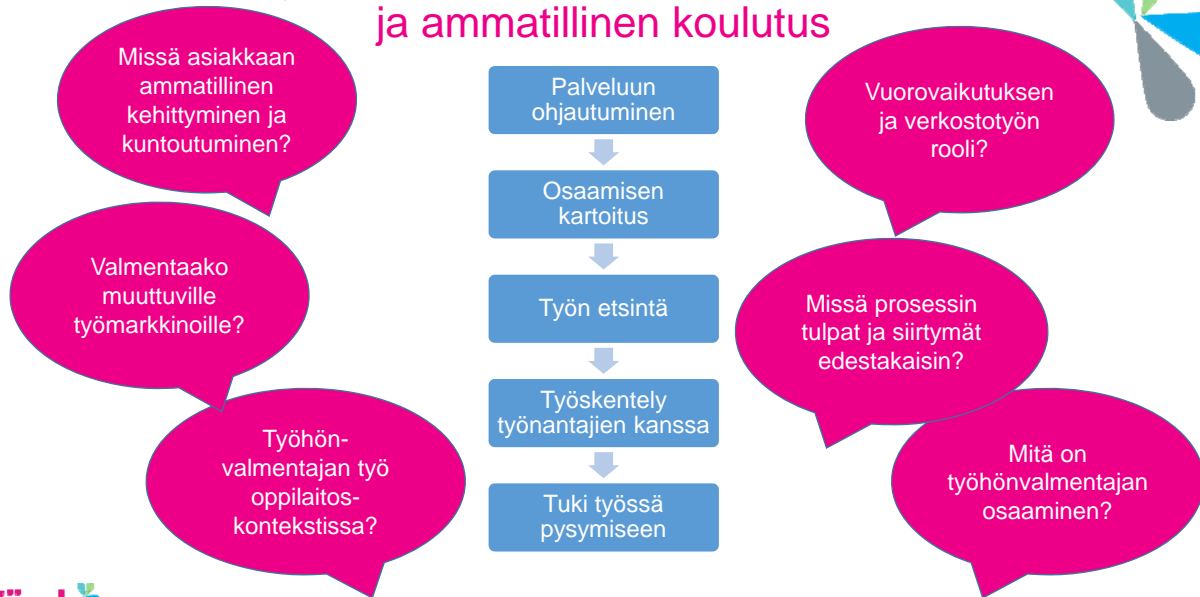 ja ammatillinen koulutus
Missä asiakkaan
ammatillinen
kehittyminen ja
kuntoutuminen?
Palveluun
ohjautuminen
Vuorovaikutuksen
ja verkostotyön
rooli?
Osaamisen
kartoitus
Valmentaako
muuttuville
työmarkkinoille?
Työn etsintä
Missä prosessin
tulpat ja siirtymät
edestakaisin?
Työskentely
työnantajien kanssa
Työhön-
valmentajan työ
oppilaitos-
kontekstissa?
Mitä on
työhönvalmentajan
osaaminen?
Tuki työssä
pysymiseen